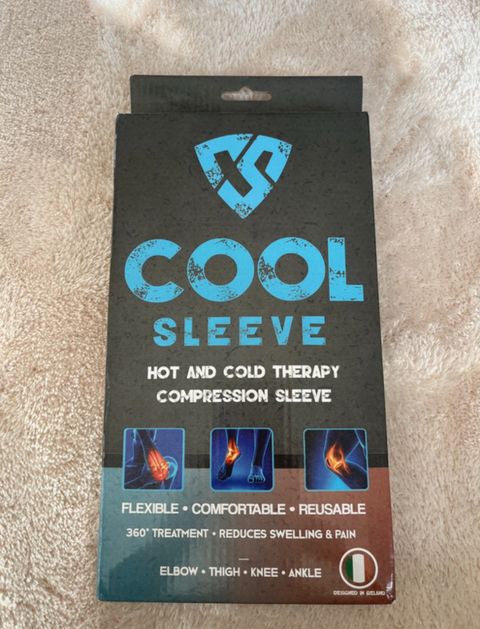 COOL
SLEEVE
HOT AND COLD THERAPY
COMPRESSION SLEEVE
FLEXIBLE • COMFORTABLE • REUSABLE
360° TREATMENT • REDUCES SWELLING & PAIN
ELBOW • THIGH • KNEE • ANKLE
DESIGNED IN IRELAND